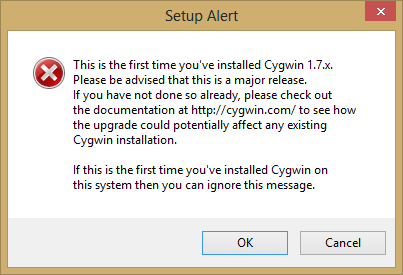 Setup Alert
This is the first time you've installed Cygwin 1.7.x.
Please be advised that this is a major release.
If you have not done so already, please check out
the documentation at http://cygwin.com/ to see how
the upgrade could potentially affect any existing
Cygwin installation.
If this is the first time you've installed Cygwin on
this system then you can ignore this message.
OK
Cancel